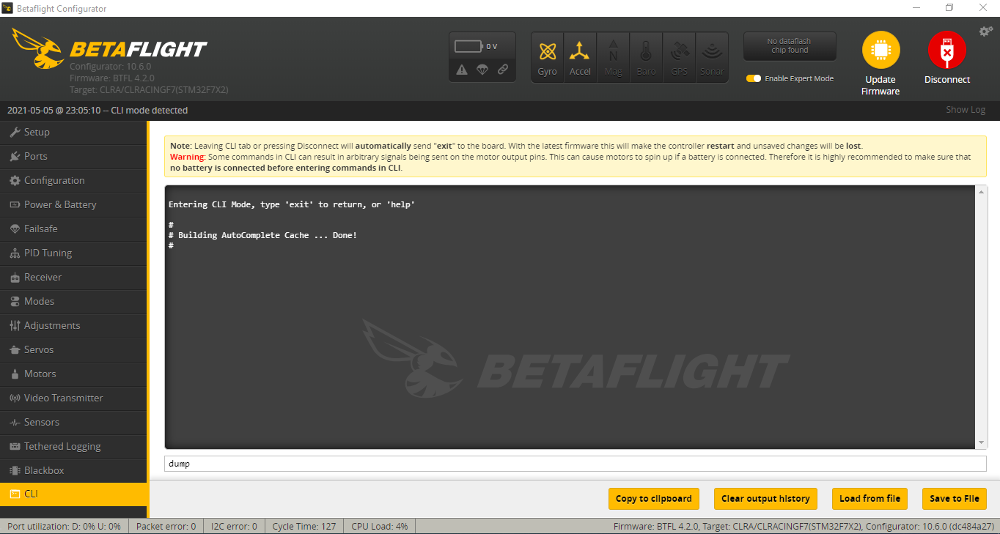 Betaflight Configurator
BETAFLIGHT
Configurator: 10.6.0
Firmware: BTFL 4.2.0
Target: CLRA/CLRACINGF7(STM32F7X2)
0 V
Gyro
Accel
N
Mag
Baro
GPS
Sonar
No dataflash
chip found
Enable Expert Mode
Update
Firmware
Disconnect
2021-05-05 @ 23:05:10 -- CLI mode detected
Show Log
Setup
Ports
Configuration
Power & Battery
Failsafe
PID Tuning
Receiver
Modes
Adjustments
Servos
Motors
Video Transmitter
Sensors
Tethered Logging
Blackbox
CLI
Note: Leaving CLI tab or pressing Disconnect will automatically send "exit" to the board. With the latest firmware this will make the controller restart and unsaved changes will be lost.
Warning: Some commands in CLI can result in arbitrary signals being sent on the motor output pins. This can cause motors to spin up if a battery is connected. Therefore it is highly recommended to make sure that
no battery is connected before entering commands in CLI.
Entering CLI Mode, type 'exit' to return, or 'help'
#
# Building AutoComplete Cache ... Done!
#
BETAFLIGHT
dump
Copy to clipboard
Clear output history
Load from file
Save to File
Port utilization: D: 0% U: 0%
Packet error: 0
I2C error: 0
Cycle Time: 127
CPU Load: 4%
Firmware: BTFL 4.2.0, Target: CLRA/CLRACINGF7(STM32F7X2), Configurator: 10.6.0 (dc484a27)